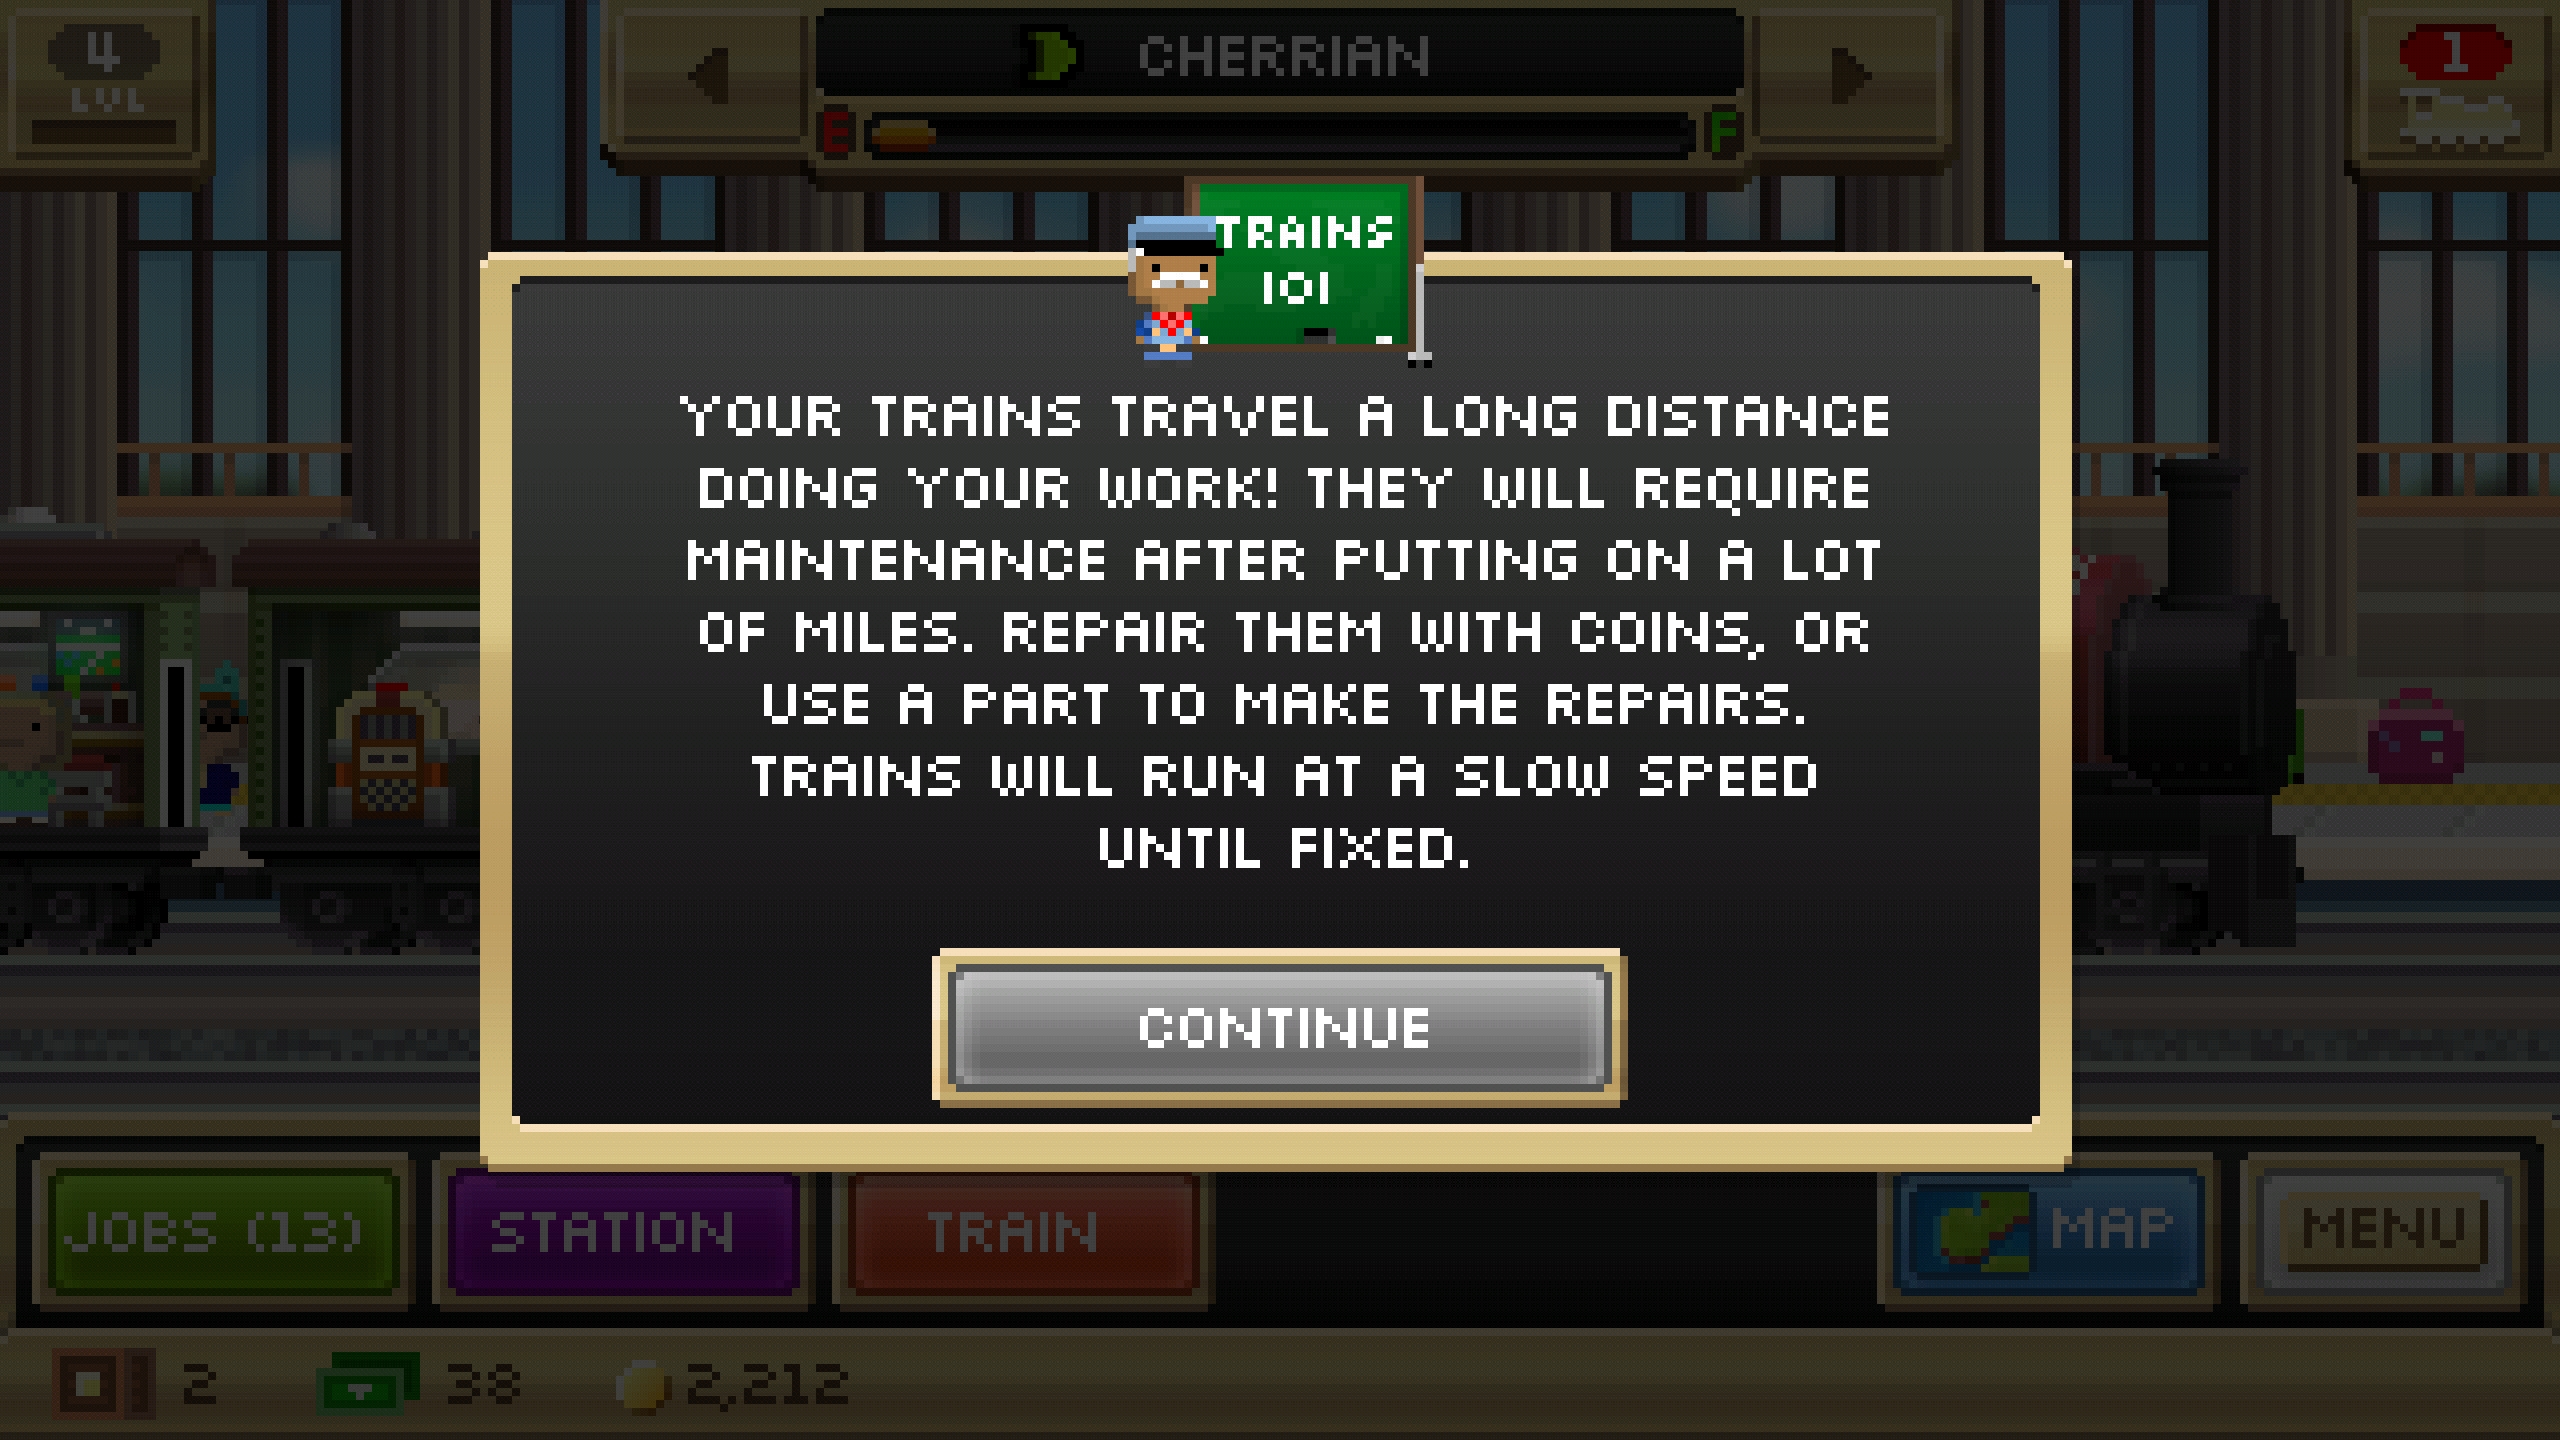 4
LVL
CHERRIAN
E
F
1
TRAINS
101
YOUR TRAINS TRAVEL A LONG DISTANCE
DOING YOUR WORK! THEY WILL REQUIRE
MAINTENANCE AFTER PUTTING ON A LOT
OF MILES. REPAIR THEM WITH COINS, OR
USE A PART TO MAKE THE REPAIRS.
TRAINS WILL RUN AT A SLOW SPEED
UNTIL FIXED.
CONTINUE
JOBS (13)
STATION
TRAIN
MAP
MENU
2
38
2,212